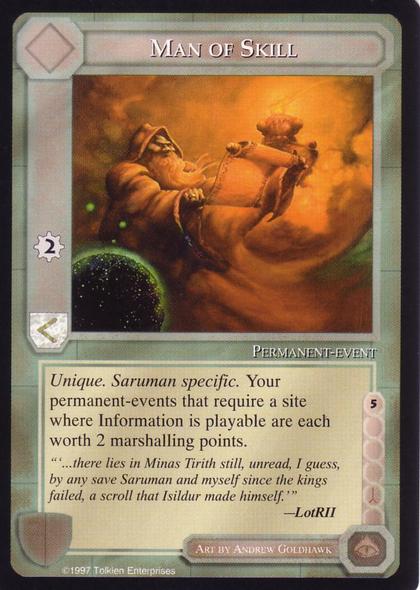 MAN OF SKILL
2
PERMANENT-EVENT
Unique. Saruman specific. Your
permanent-events that require a site
where Information is playable are each
worth 2 marshalling points.
5
“‘...there lies in Minas Tirith still, unread, I guess,
by any save Saruman and myself since the kings
failed, a scroll that Isildur made himself.’”
—LotRII
ART BY ANDREW GOLDHAWK
©1997 Tolkien Enterprises